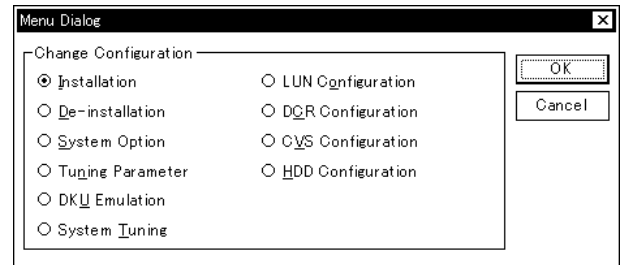 Menu Dialog
Change Configuration
Installation
De-installation
System Option
Tuning Parameter
DKU Emulation
System Tuning
LUN Configuration
DCR Configuration
CVS Configuration
HDD Configuration
OK
Cancel